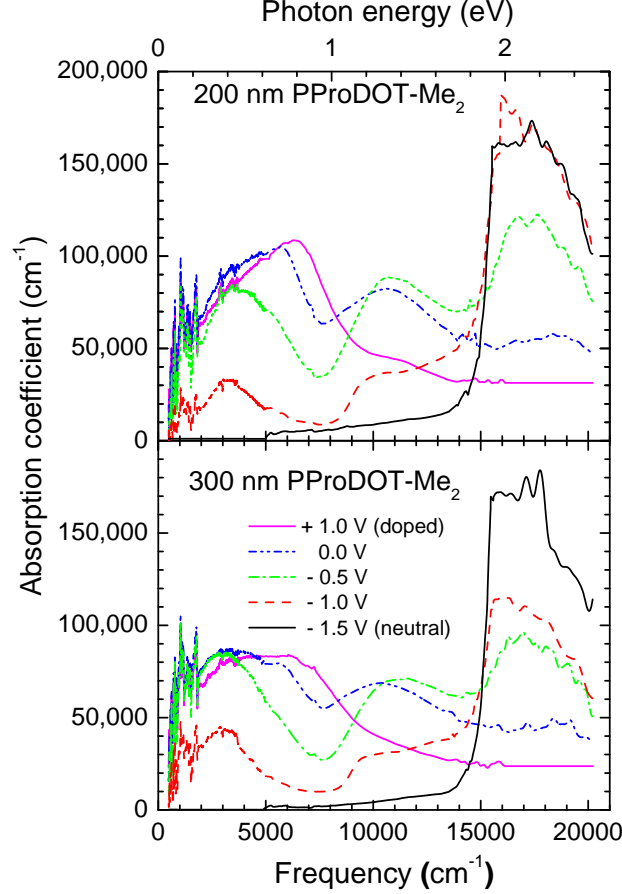 Photon energy (eV)
0 1 2
200,000
200 nm PProDOT-Me₂
150,000
100,000
50,000
0
Absorption coefficient (cm⁻¹)
300 nm PProDOT-Me₂
+ 1.0 V (doped)
0.0 V
- 0.5 V
- 1.0 V
- 1.5 V (neutral)
150,000
100,000
50,000
0
0 5000 10000 15000 20000
Frequency (cm⁻¹)